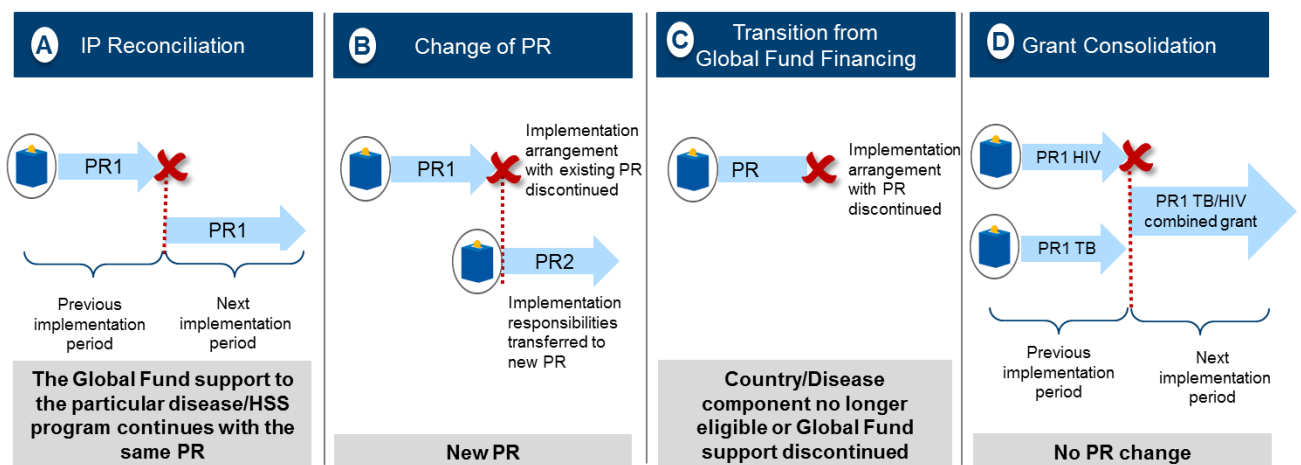 A
IP Reconciliation
PR1
PR1
Previous
implementation
period
Next
implementation
period
The Global Fund support to
the particular disease/HSS
program continues with the
same PR
B
Change of PR
PR1
Implementation
arrangement
with existing PR
discontinued
PR2
Implementation
responsibilities
transferred to
new PR
New PR
C
Transition from
Global Fund Financing
PR
Implementation
arrangement
with PR
discontinued
Country/Disease
component no longer
eligible or Global Fund
support discontinued
D
Grant Consolidation
PR1 HIV
PR1 TB/HIV
combined grant
PR1 TB
Previous
implementation
period
Next
implementation
period
No PR change